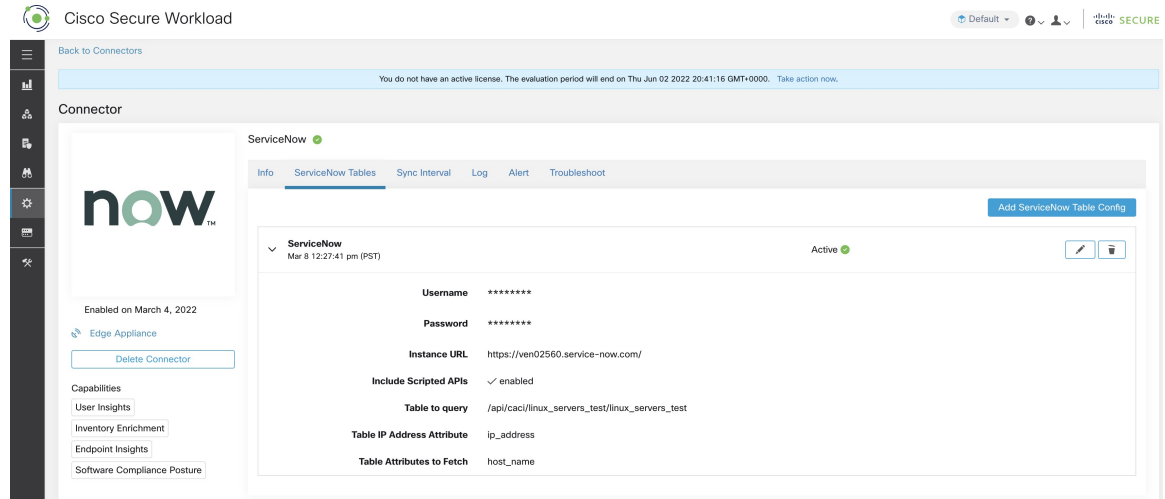 Cisco Secure Workload
Default
CISCO SECURE
Back to Connectors
You do not have an active license. The evaluation period will end on Thu Jun 02 2022 20:41:16 GMT+0000. Take action now.
Connector
now™
Enabled on March 4, 2022
Edge Appliance
Delete Connector
Capabilities
User Insights
Inventory Enrichment
Endpoint Insights
Software Compliance Posture
ServiceNow
Info ServiceNow Tables Sync Interval Log Alert Troubleshoot
Add ServiceNow Table Config
ServiceNow
Mar 8 12:27:41 pm (PST)
Active
Username ********
Password ********
Instance URL https://ven02560.service-now.com/
Include Scripted APIs ✓ enabled
Table to query /api/caci/linux_servers_test/linux_servers_test
Table IP Address Attribute ip_address
Table Attributes to Fetch host_name